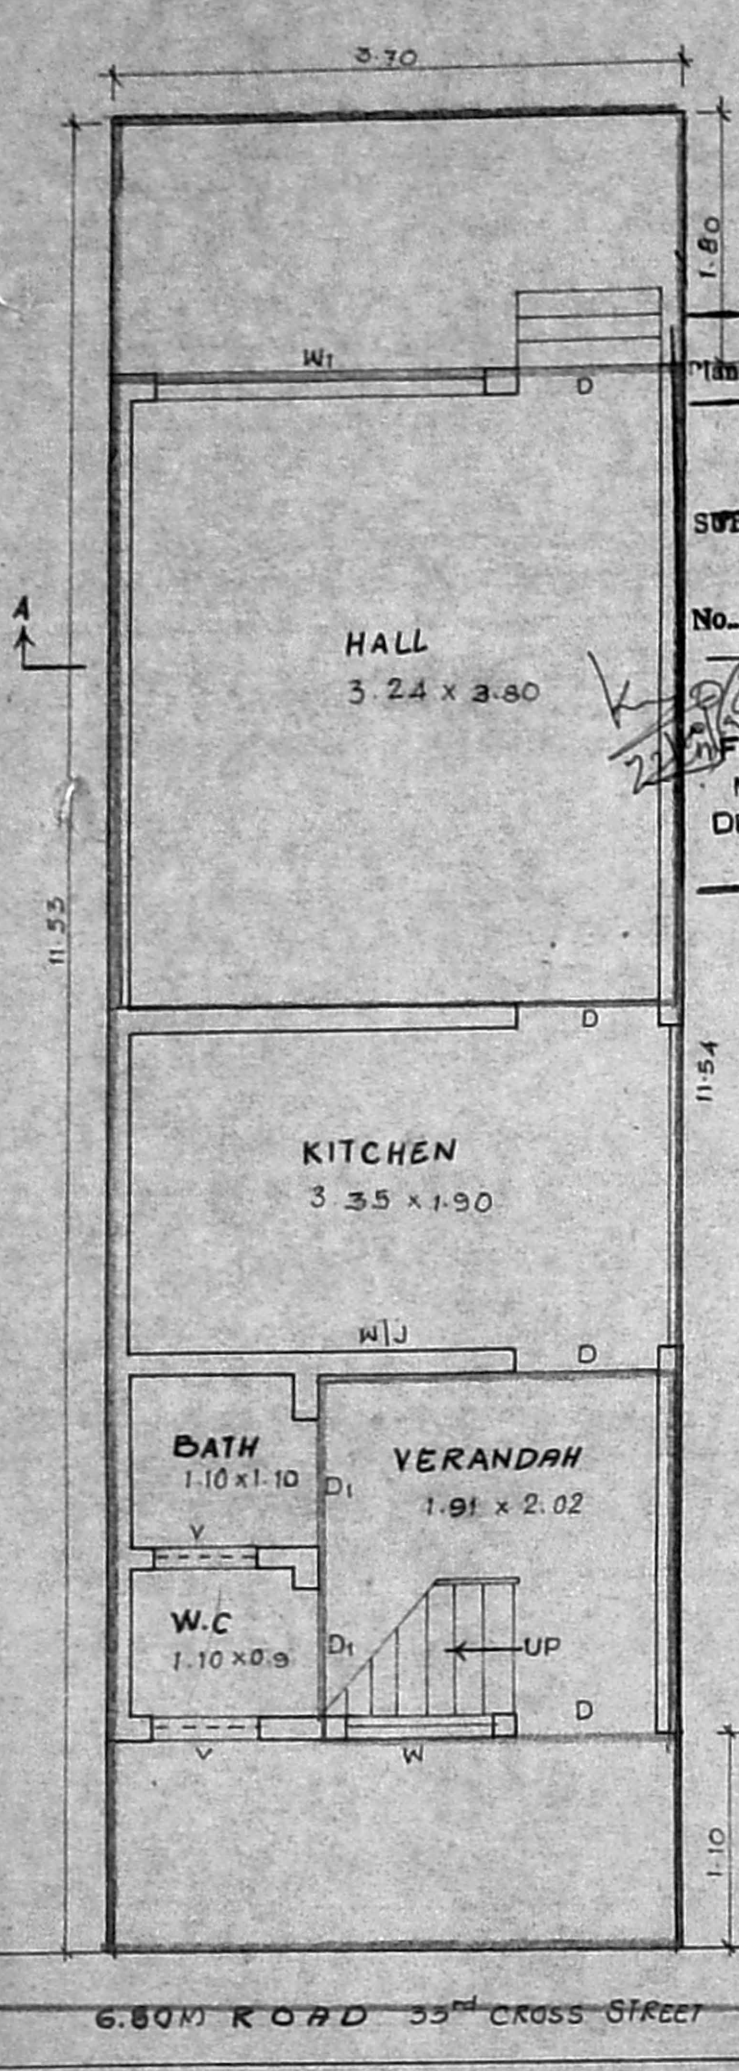 3.70
1.80
W1
D
Plan
A
HALL
3.24 x 3.80
No.
11.53
D
11.54
KITCHEN
3.35 x 1.90
W/J
D
BATH
1.10 x 1.10
VERANDAH
1.91 x 2.02
D1
V
W.C
1.10 x 0.9
D1
UP
D
V
W
1.10
6.80M ROAD 33rd CROSS STREET